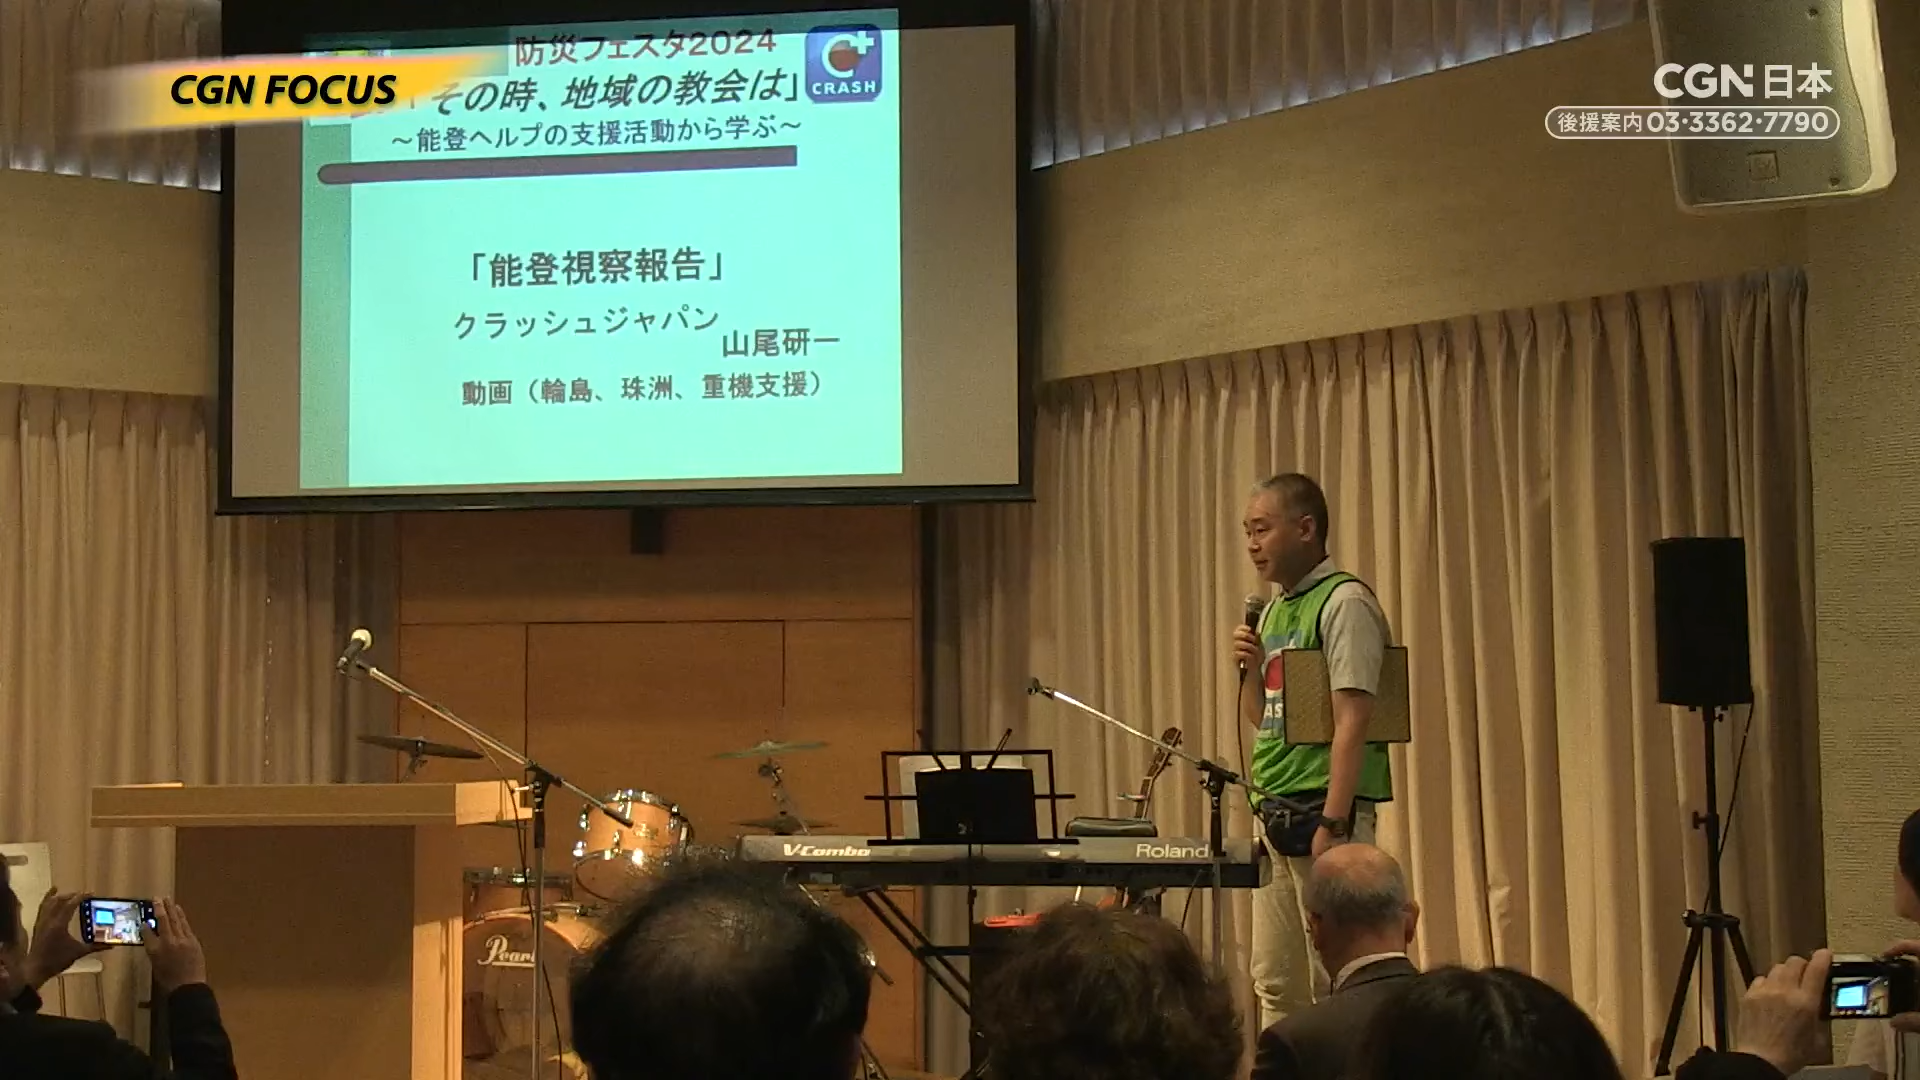 CGN FOCUS
防災フェスタ2024
「その時、地域の教会は」
～能登ヘルプの支援活動から学ぶ～
CRASH
CGN日本
後援案内 03・3362・7790
「能登視察報告」
クラッシュジャパン
山尾研一
動画（輪島、珠洲、重機支援）
V-Combo
Roland
Pearl